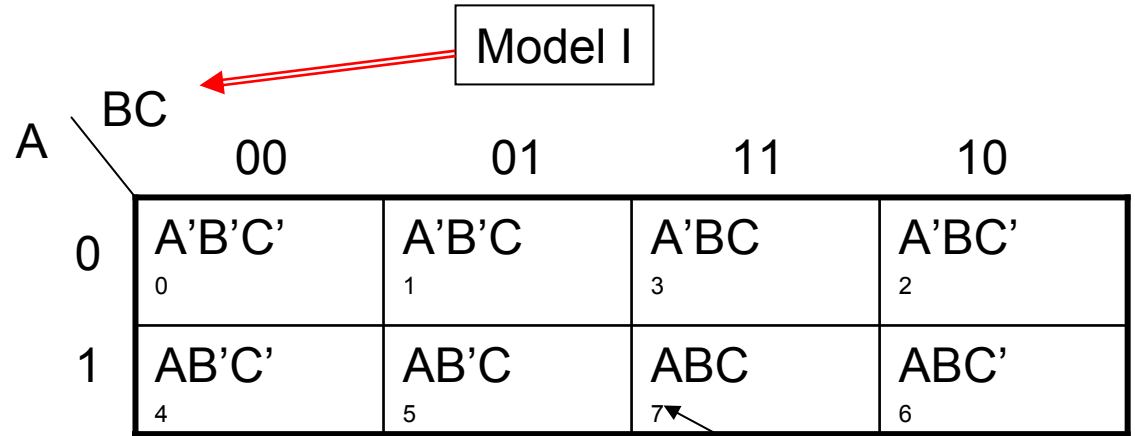 Model I
BC
A
00 01 11 10
0 A’B’C’ A’B’C A’BC A’BC’
0 1 3 2
1 AB’C’ AB’C ABC ABC’
4 5 7 6